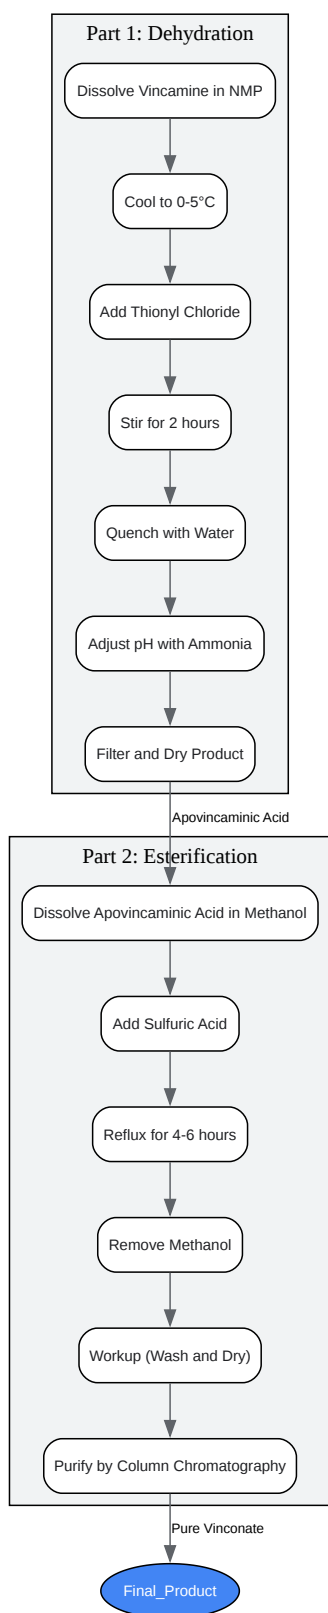 Part 1: Dehydration
Dissolve Vincamine in NMP
Cool to 0-5°C
Add Thionyl Chloride
Stir for 2 hours
Quench with Water
Adjust pH with Ammonia
Filter and Dry Product
Apovincaminic Acid
Part 2: Esterification
Dissolve Apovincaminic Acid in Methanol
Add Sulfuric Acid
Reflux for 4-6 hours
Remove Methanol
Workup (Wash and Dry)
Purify by Column Chromatography
Pure Vinconate
Final_Product